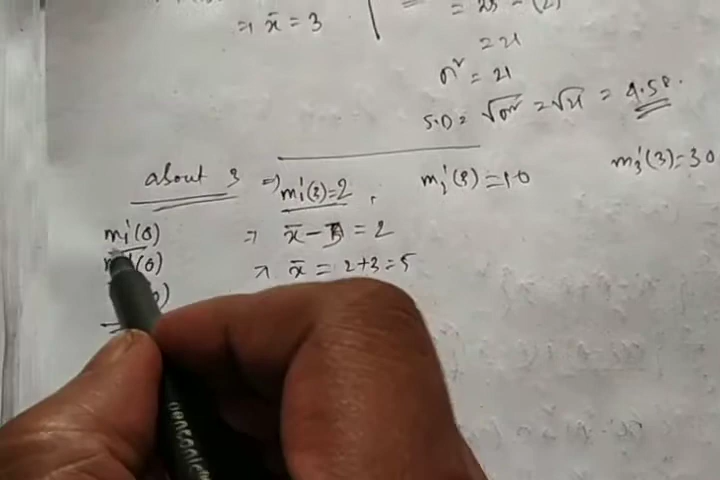 ⇒ x̄ = 3
= 21
σ² = 21
S.D = √σ² = √21 = 4.58.
about 3 ⇒ m₁'(3)=2, m₂'(3)=10 m₃'(3)=30
m₁'(0) ⇒ x̄ - 3 = 2
(0) ⇒ x̄ = 2+3=5